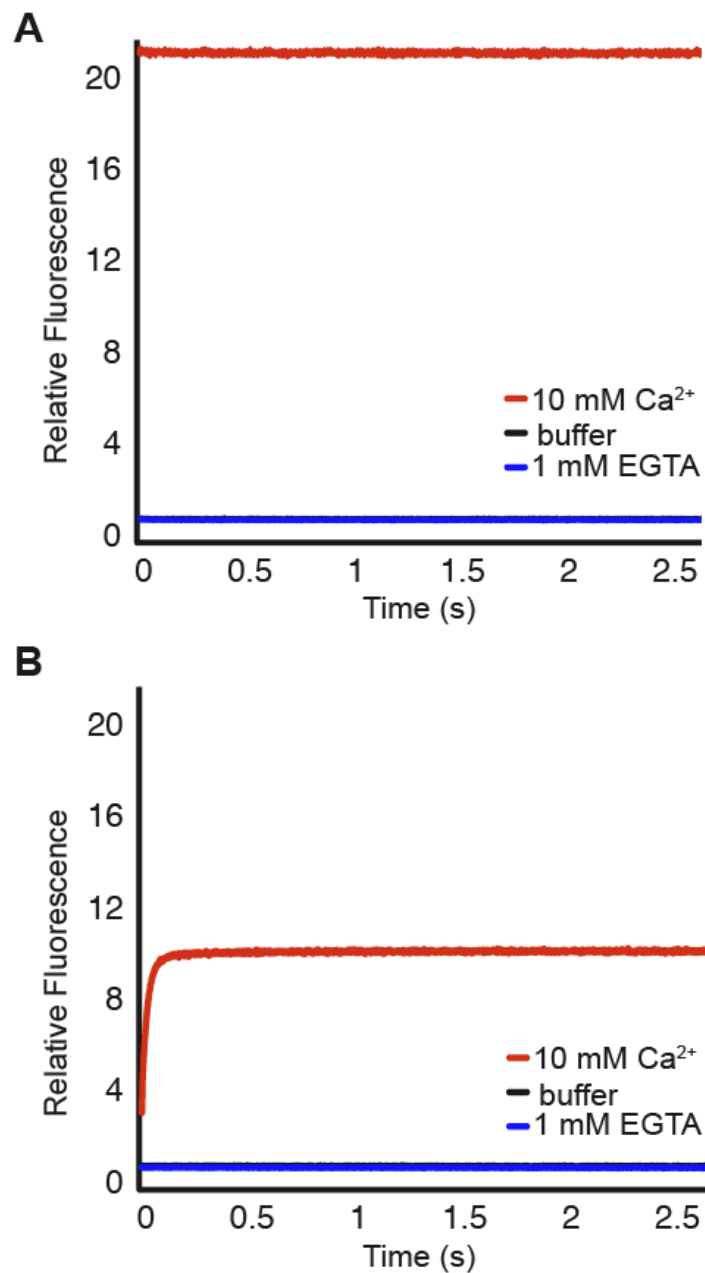 A
Relative Fluorescence
20
16
12
8
4
0
10 mM Ca²⁺
buffer
1 mM EGTA
0 0.5 1 1.5 2 2.5
Time (s)
B
Relative Fluorescence
20
16
12
8
4
0
10 mM Ca²⁺
buffer
1 mM EGTA
0 0.5 1 1.5 2 2.5
Time (s)